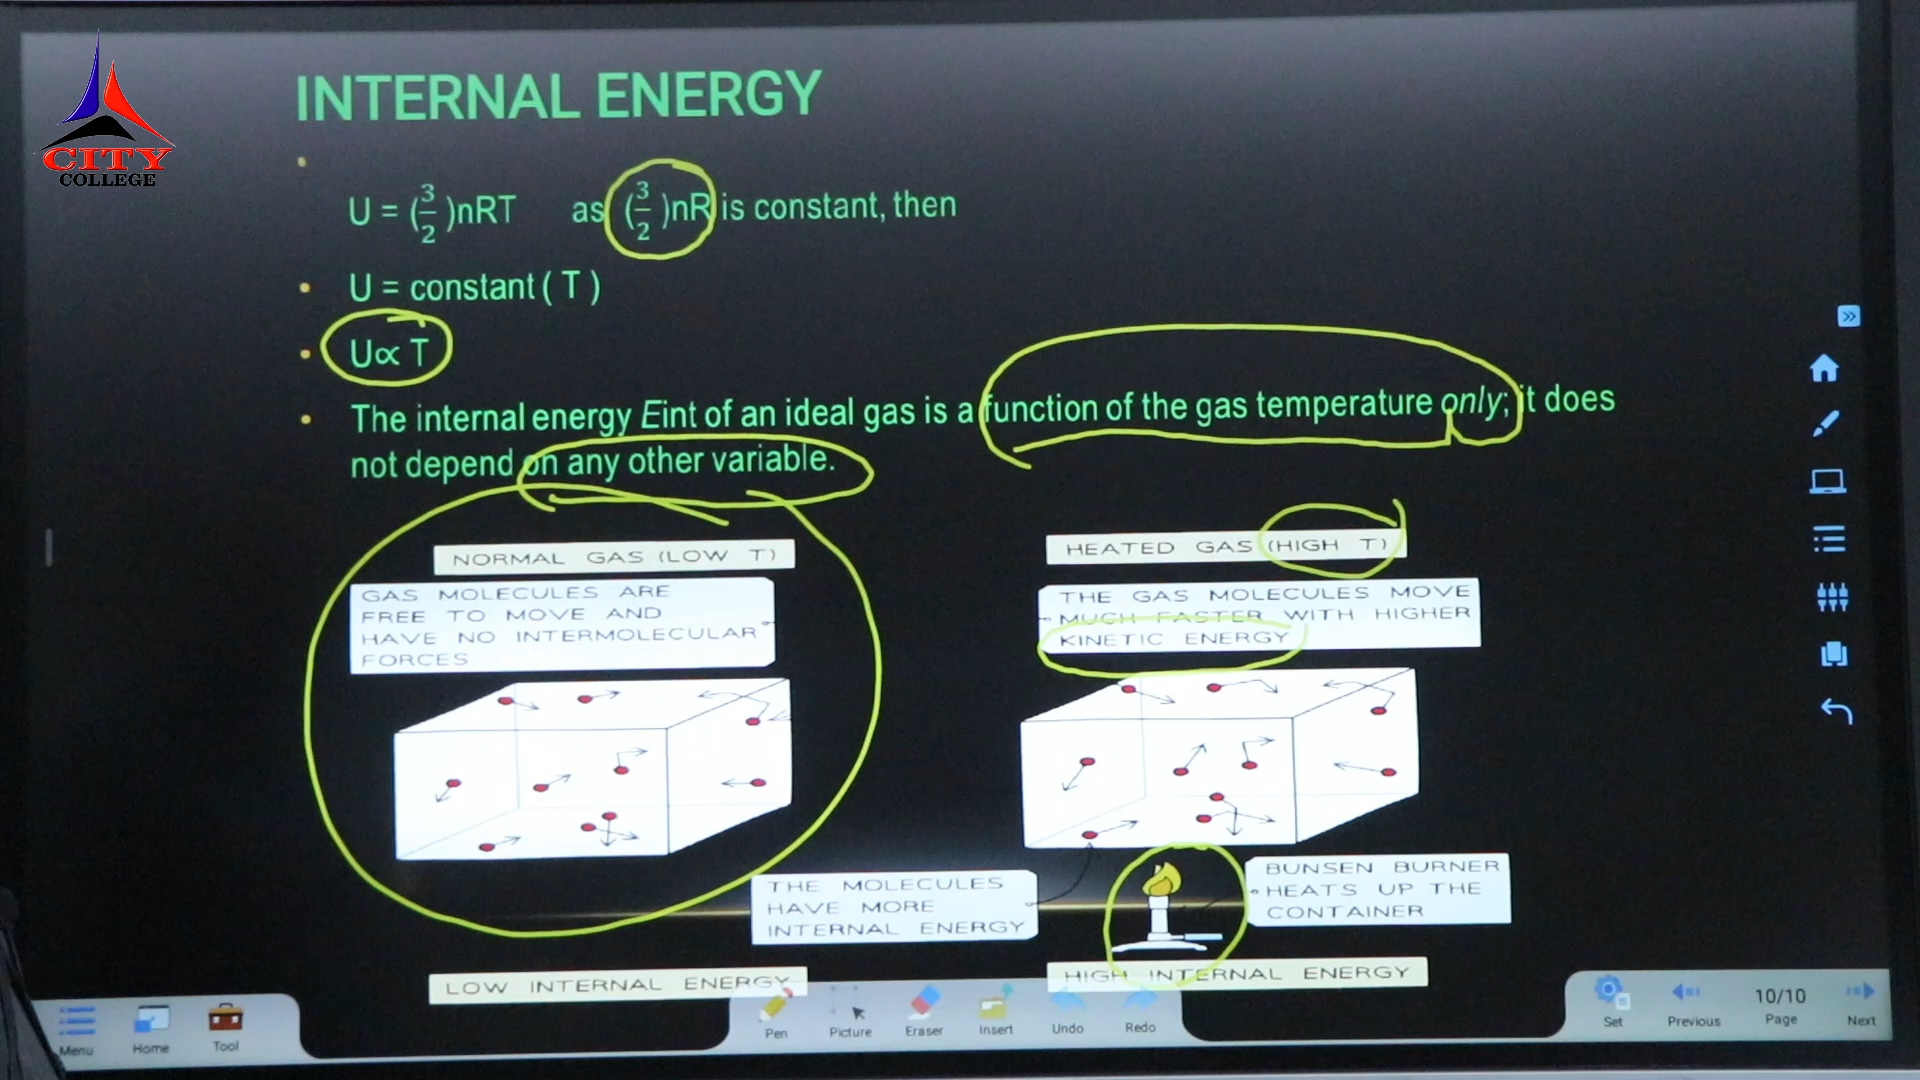 CITY
COLLEGE
INTERNAL ENERGY
U = (3/2)nRT as (3/2)nR is constant, then
U = constant ( T )
U∝ T
The internal energy Eint of an ideal gas is a function of the gas temperature only; it does
not depend on any other variable.
NORMAL GAS (LOW T)
GAS MOLECULES ARE
FREE TO MOVE AND
HAVE NO INTERMOLECULAR
FORCES
HEATED GAS (HIGH T)
THE GAS MOLECULES MOVE
MUCH FASTER WITH HIGHER
KINETIC ENERGY
THE MOLECULES
HAVE MORE
INTERNAL ENERGY
BUNSEN BURNER
HEATS UP THE
CONTAINER
LOW INTERNAL ENERGY
HIGH INTERNAL ENERGY
Menu Home Tool
Pen Picture Eraser Insert Undo Redo
10/10
Set Previous Page Next